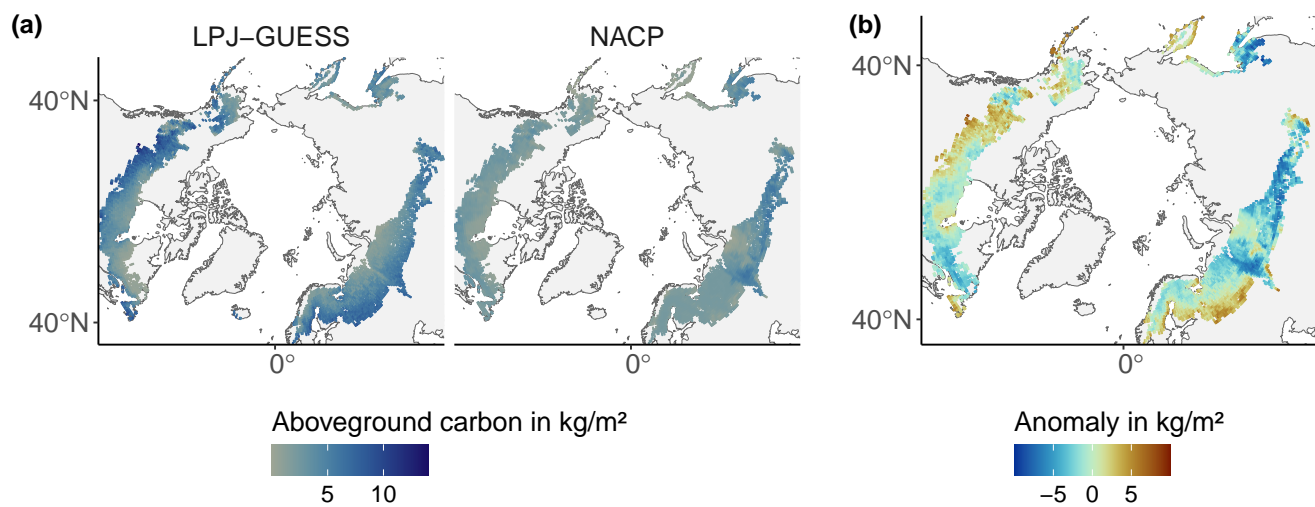 (a)
LPJ–GUESS
NACP
40°N
40°N
0°
0°
Aboveground carbon in kg/m²
5
10
(b)
40°N
40°N
0°
Anomaly in kg/m²
−5
0
5